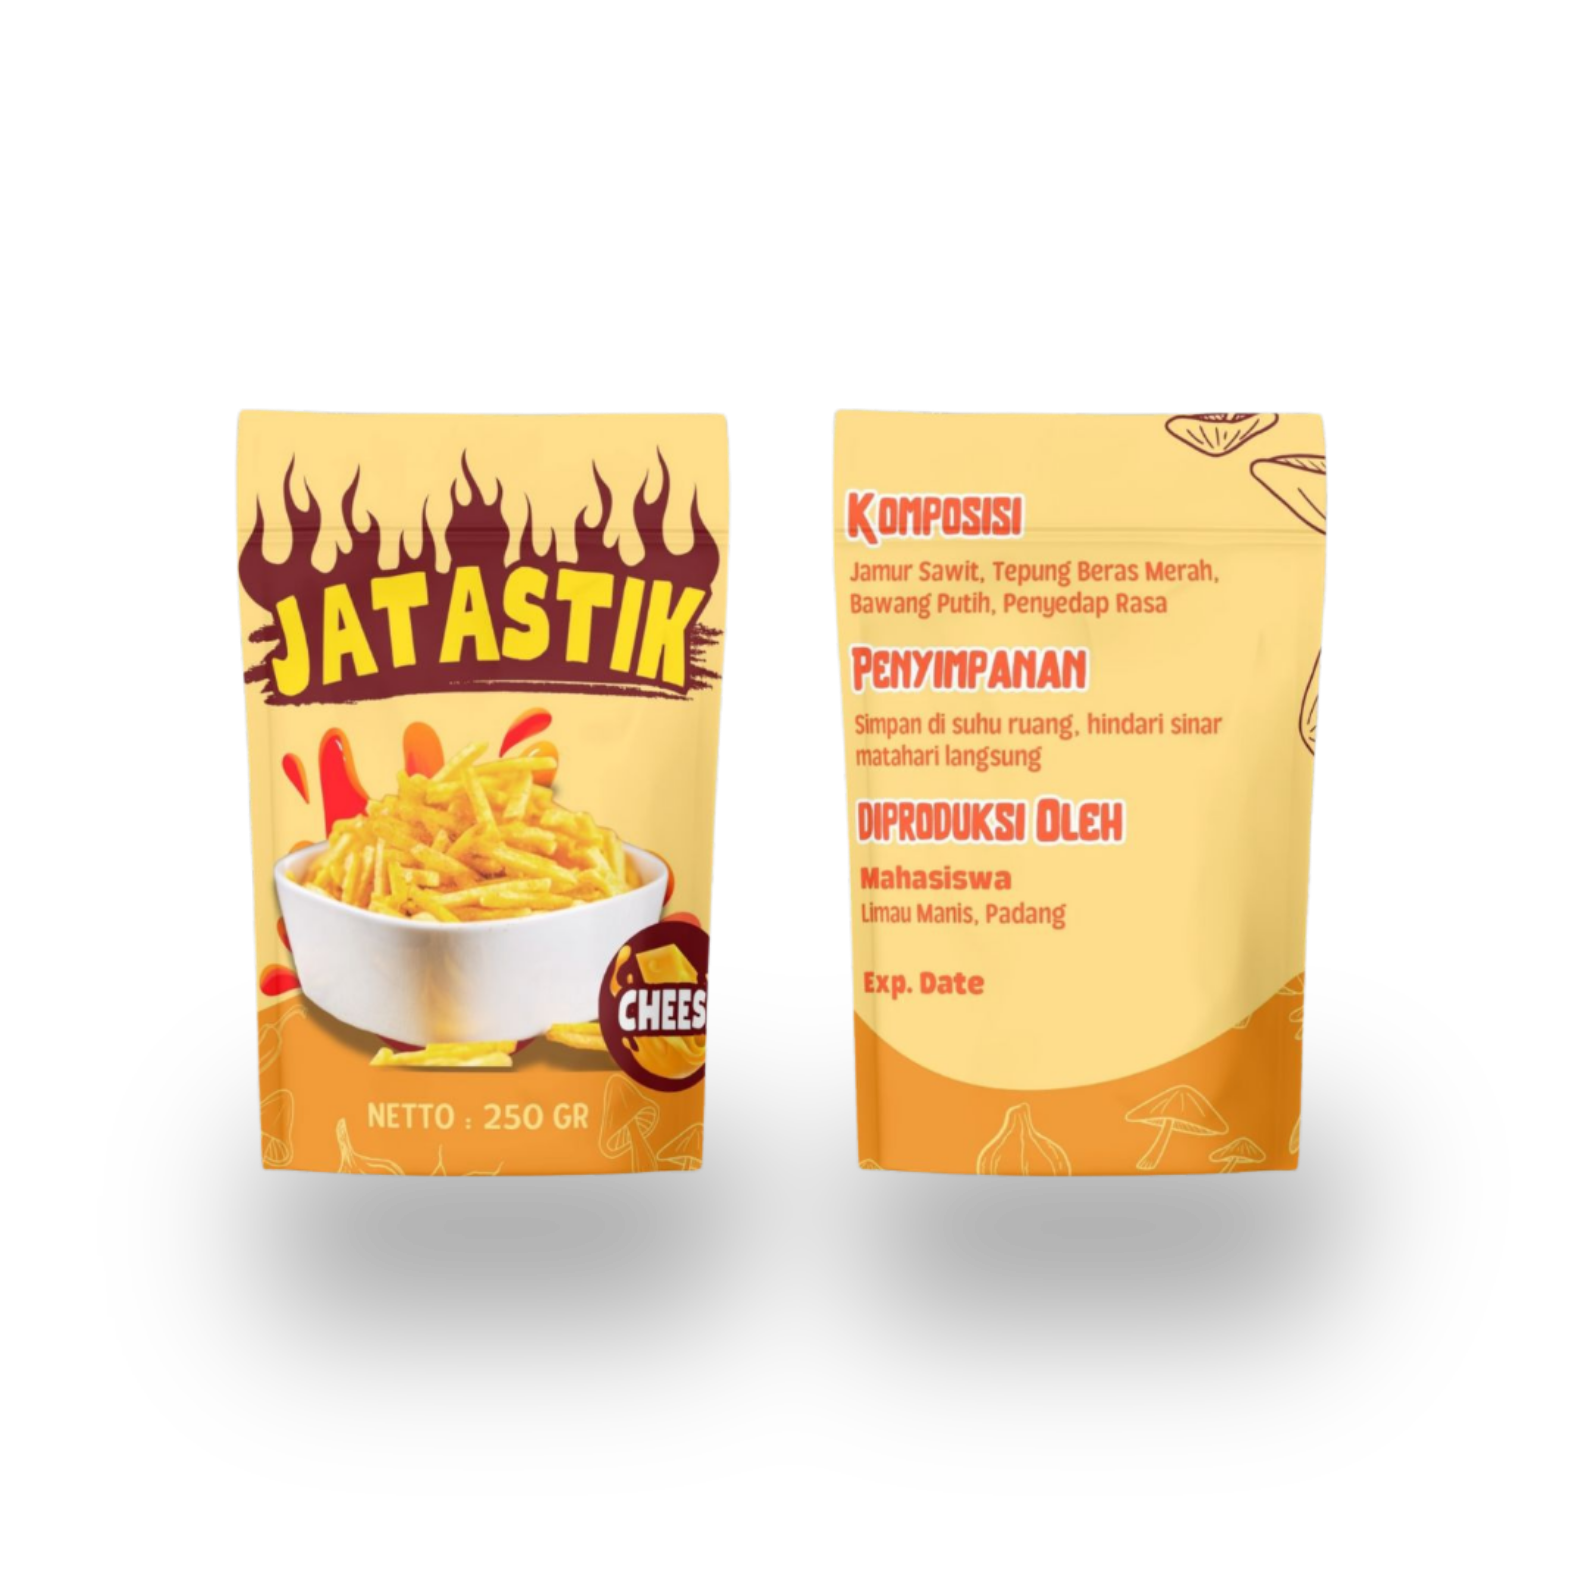 JATASTIK
CHEES
NETTO : 250 GR
KOMPOSISI
Jamur Sawit, Tepung Beras Merah,
Bawang Putih, Penyedap Rasa
PENYIMPANAN
Simpan di suhu ruang, hindari sinar
matahari langsung
DIPRODUKSI OLEH
Mahasiswa
Limau Manis, Padang
Exp. Date